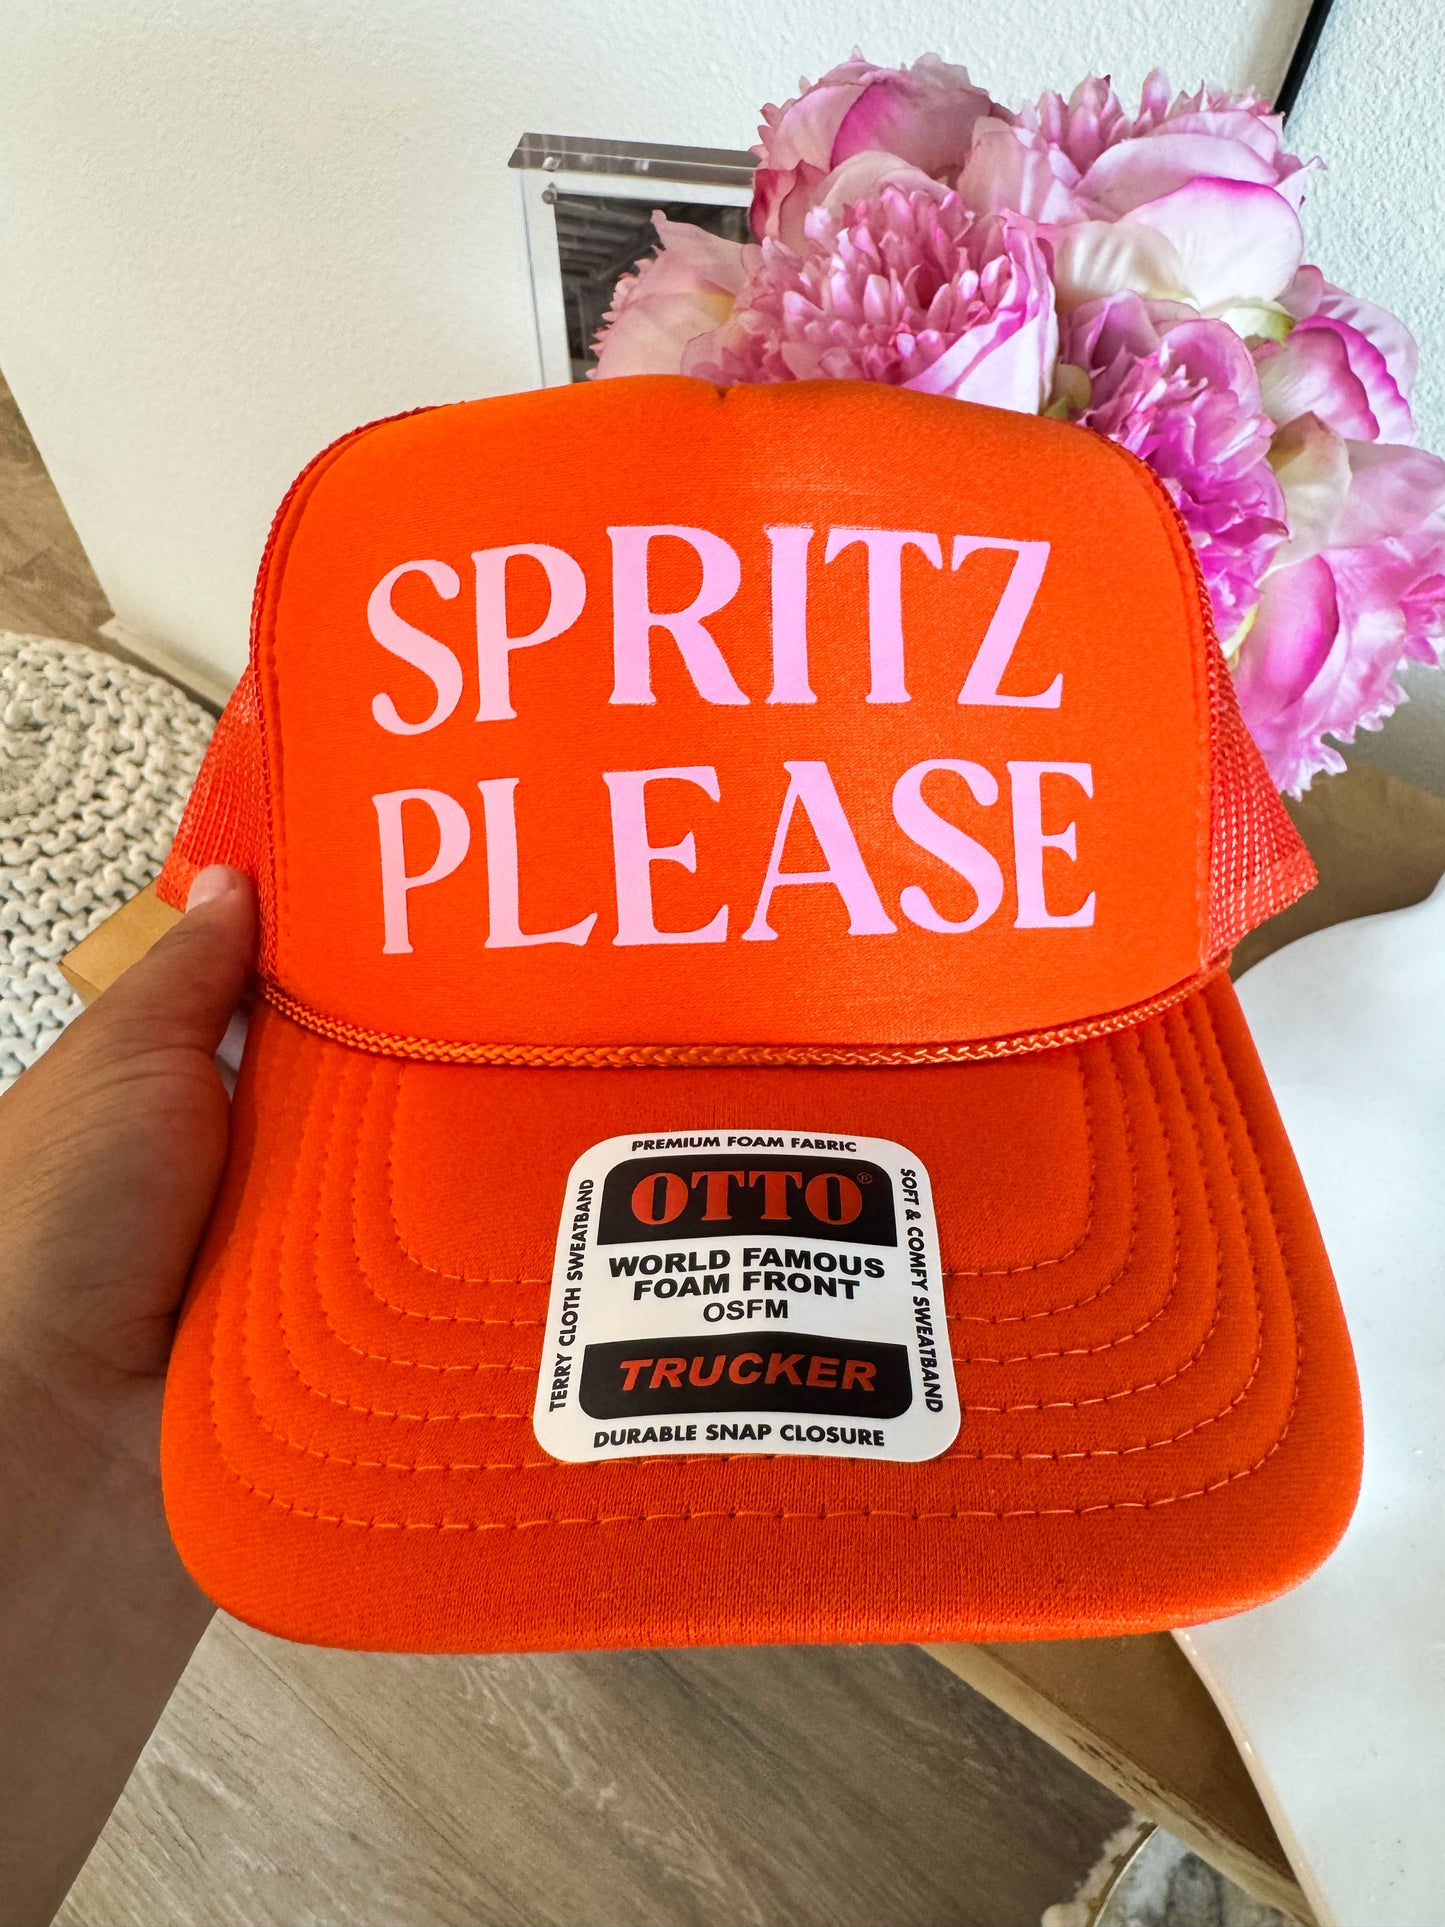 SPRITZ
PLEASE
PREMIUM FOAM FABRIC
OTTO®
WORLD FAMOUS
FOAM FRONT
OSFM
TRUCKER
DURABLE SNAP CLOSURE
TERRY CLOTH SWEATBAND
SOFT & COMFY SWEATBAND